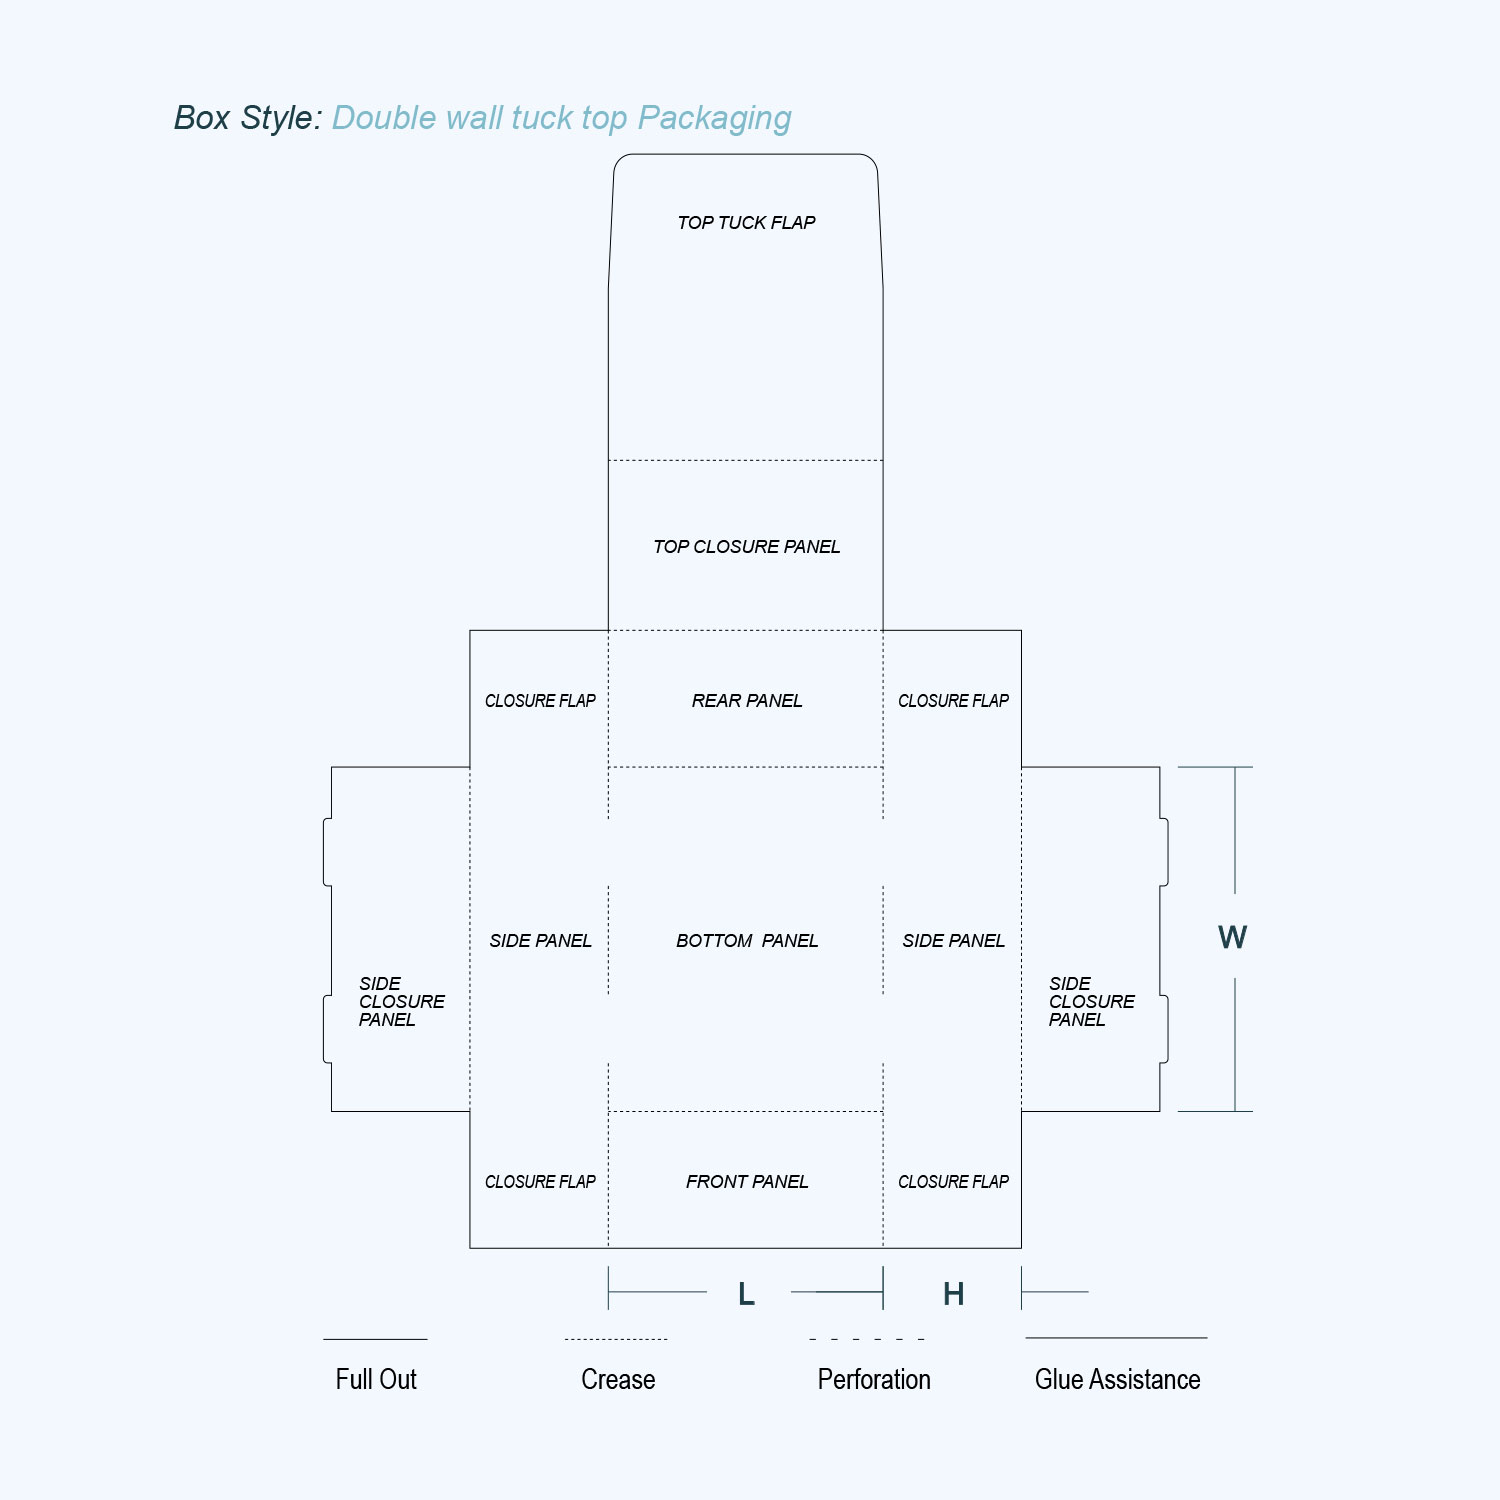 Box Style: Double wall tuck top Packaging
TOP TUCK FLAP
TOP CLOSURE PANEL
CLOSURE FLAP
REAR PANEL
CLOSURE FLAP
SIDE PANEL
BOTTOM PANEL
SIDE PANEL
W
SIDE
CLOSURE
PANEL
SIDE
CLOSURE
PANEL
CLOSURE FLAP
FRONT PANEL
CLOSURE FLAP
L
H
Full Out
Crease
Perforation
Glue Assistance